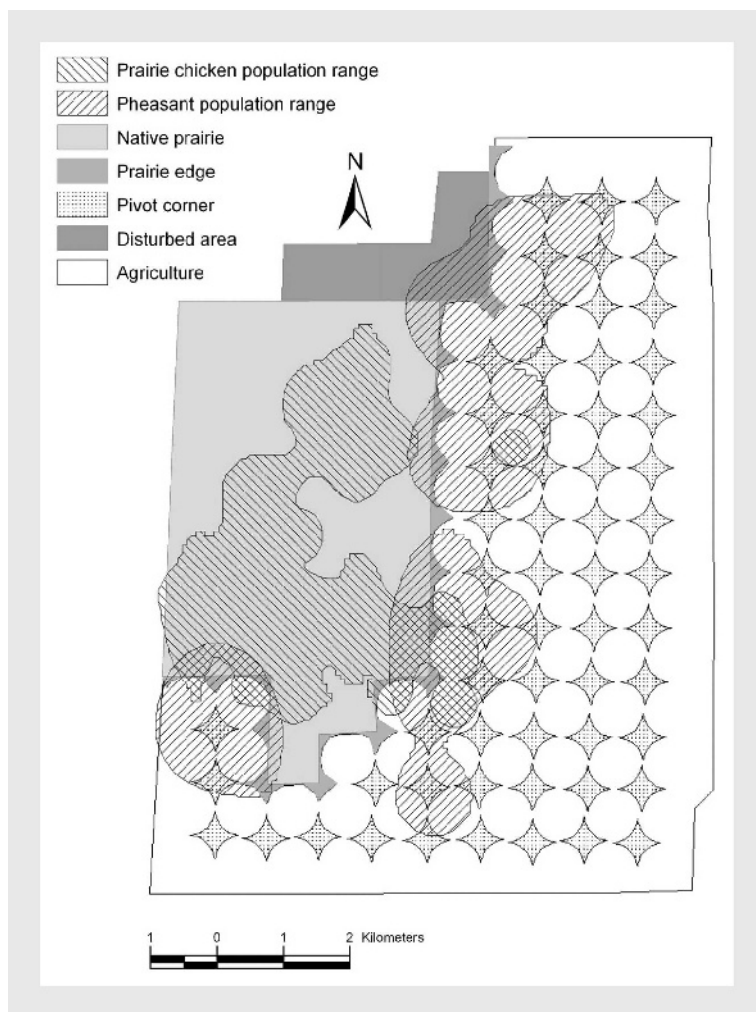 Prairie chicken population range
Pheasant population range
Native prairie
Prairie edge
Pivot corner
Disturbed area
Agriculture
N
1 0 1 2 Kilometers